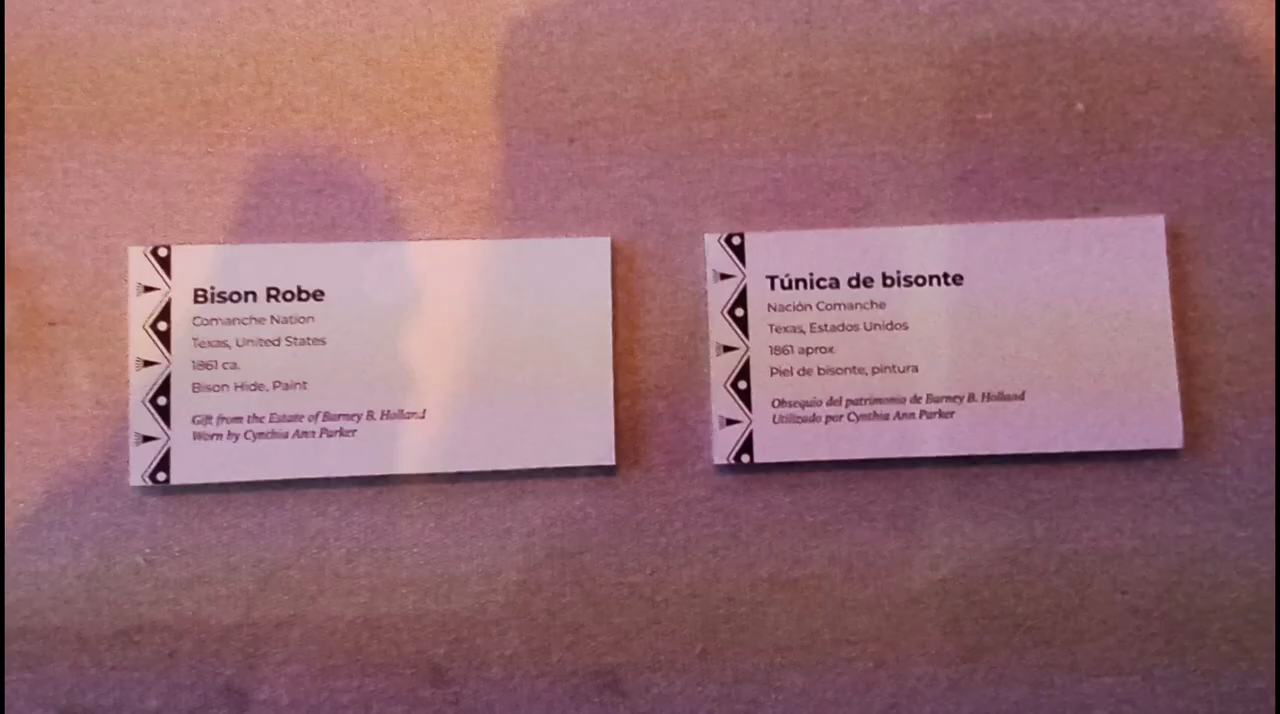 Bison Robe
Comanche Nation
Texas, United States
1861 ca.
Bison Hide, Paint
Gift from the Estate of Burney B. Holland
Worn by Cynthia Ann Parker
Túnica de bisonte
Nación Comanche
Texas, Estados Unidos
1861 aprox.
Piel de bisonte, pintura
Obsequio del patrimonio de Burney B. Holland
Utilizado por Cynthia Ann Parker